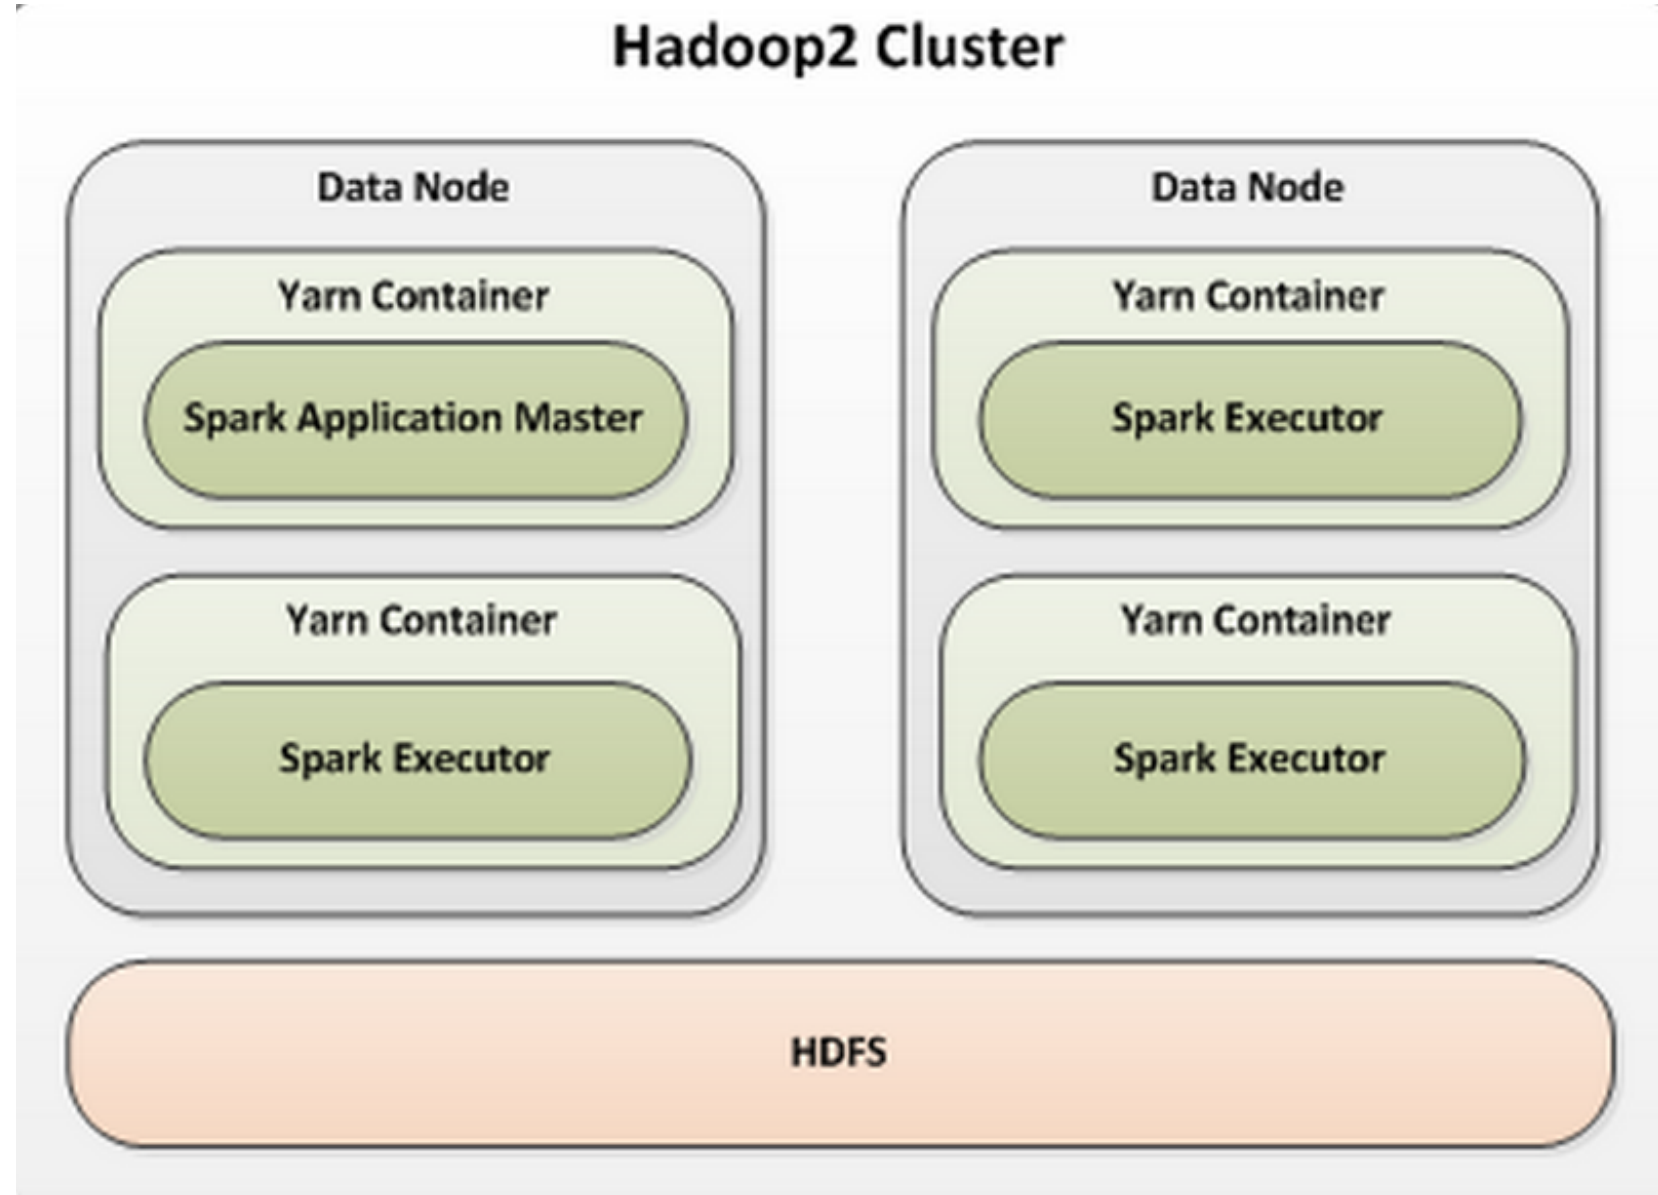 Hadoop2 Cluster
Data Node
Yarn Container
Spark Application Master
Yarn Container
Spark Executor
Data Node
Yarn Container
Spark Executor
Yarn Container
Spark Executor
HDFS